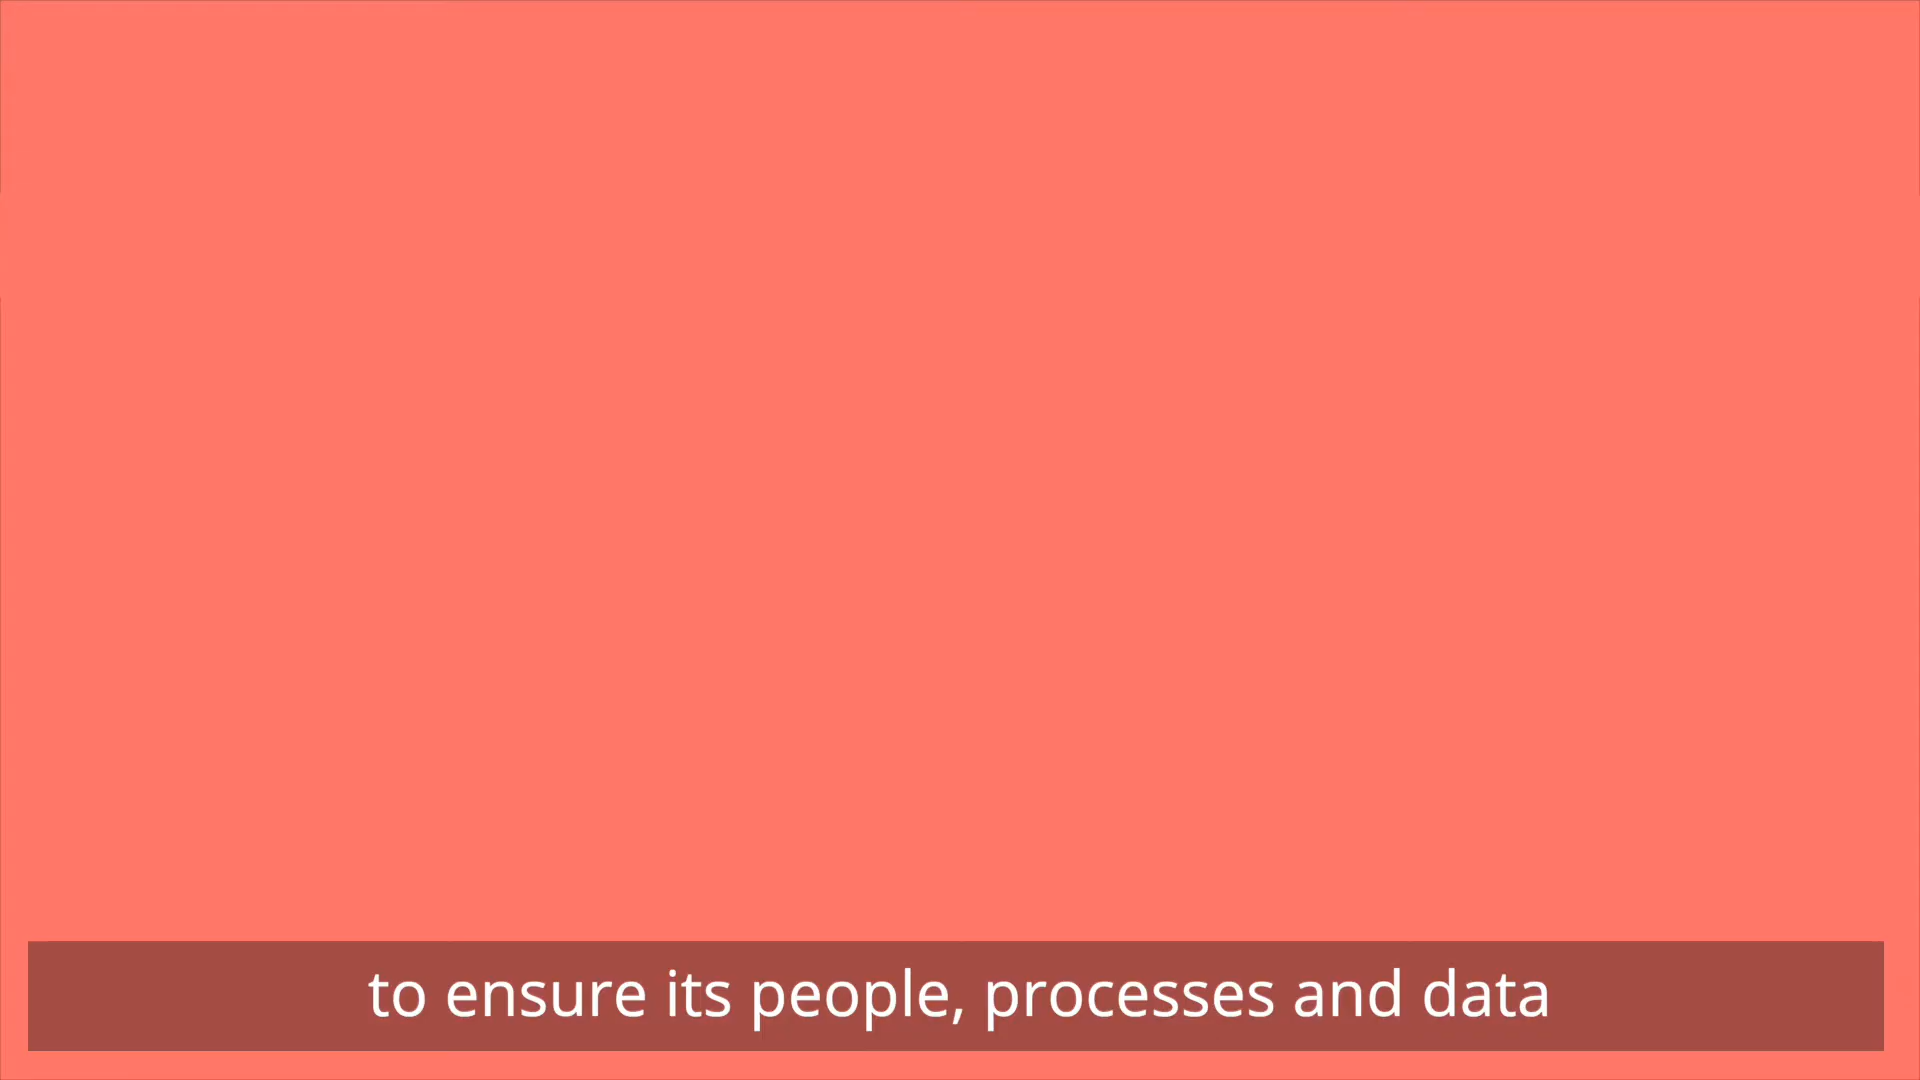 to ensure its people, processes and data